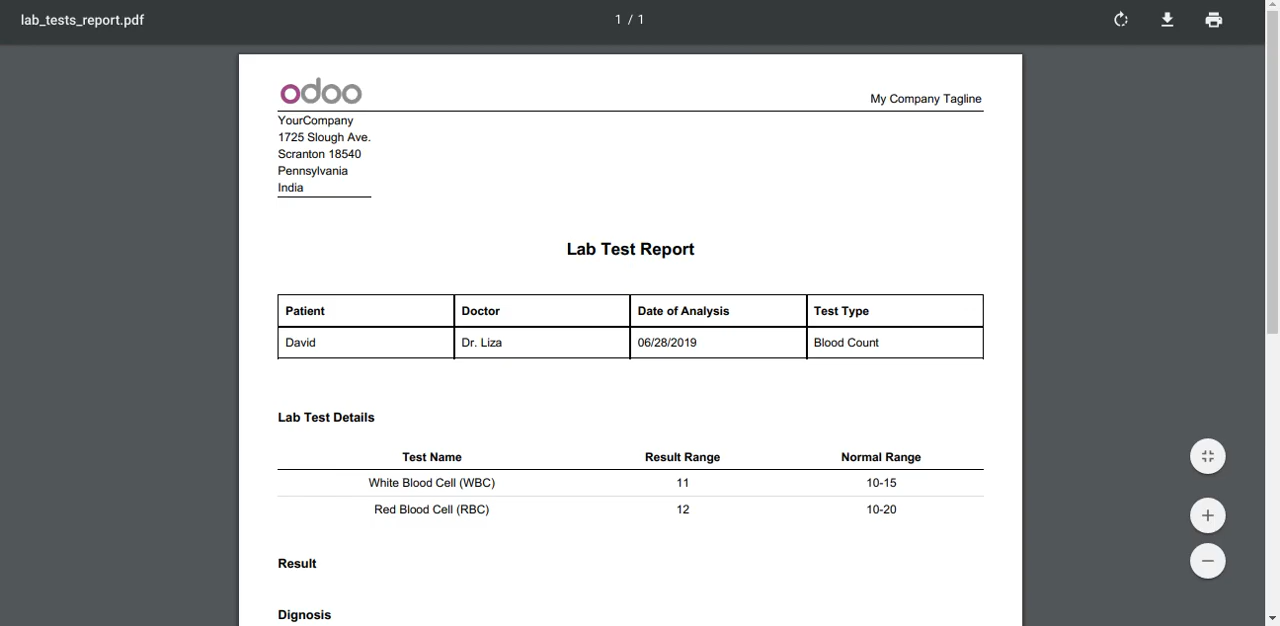 lab_tests_report.pdf
1 / 1
odoo
My Company Tagline
YourCompany
1725 Slough Ave.
Scranton 18540
Pennsylvania
India
Lab Test Report
Patient Doctor Date of Analysis Test Type
David Dr. Liza 06/28/2019 Blood Count
Lab Test Details
Test Name Result Range Normal Range
White Blood Cell (WBC) 11 10-15
Red Blood Cell (RBC) 12 10-20
Result
Dignosis